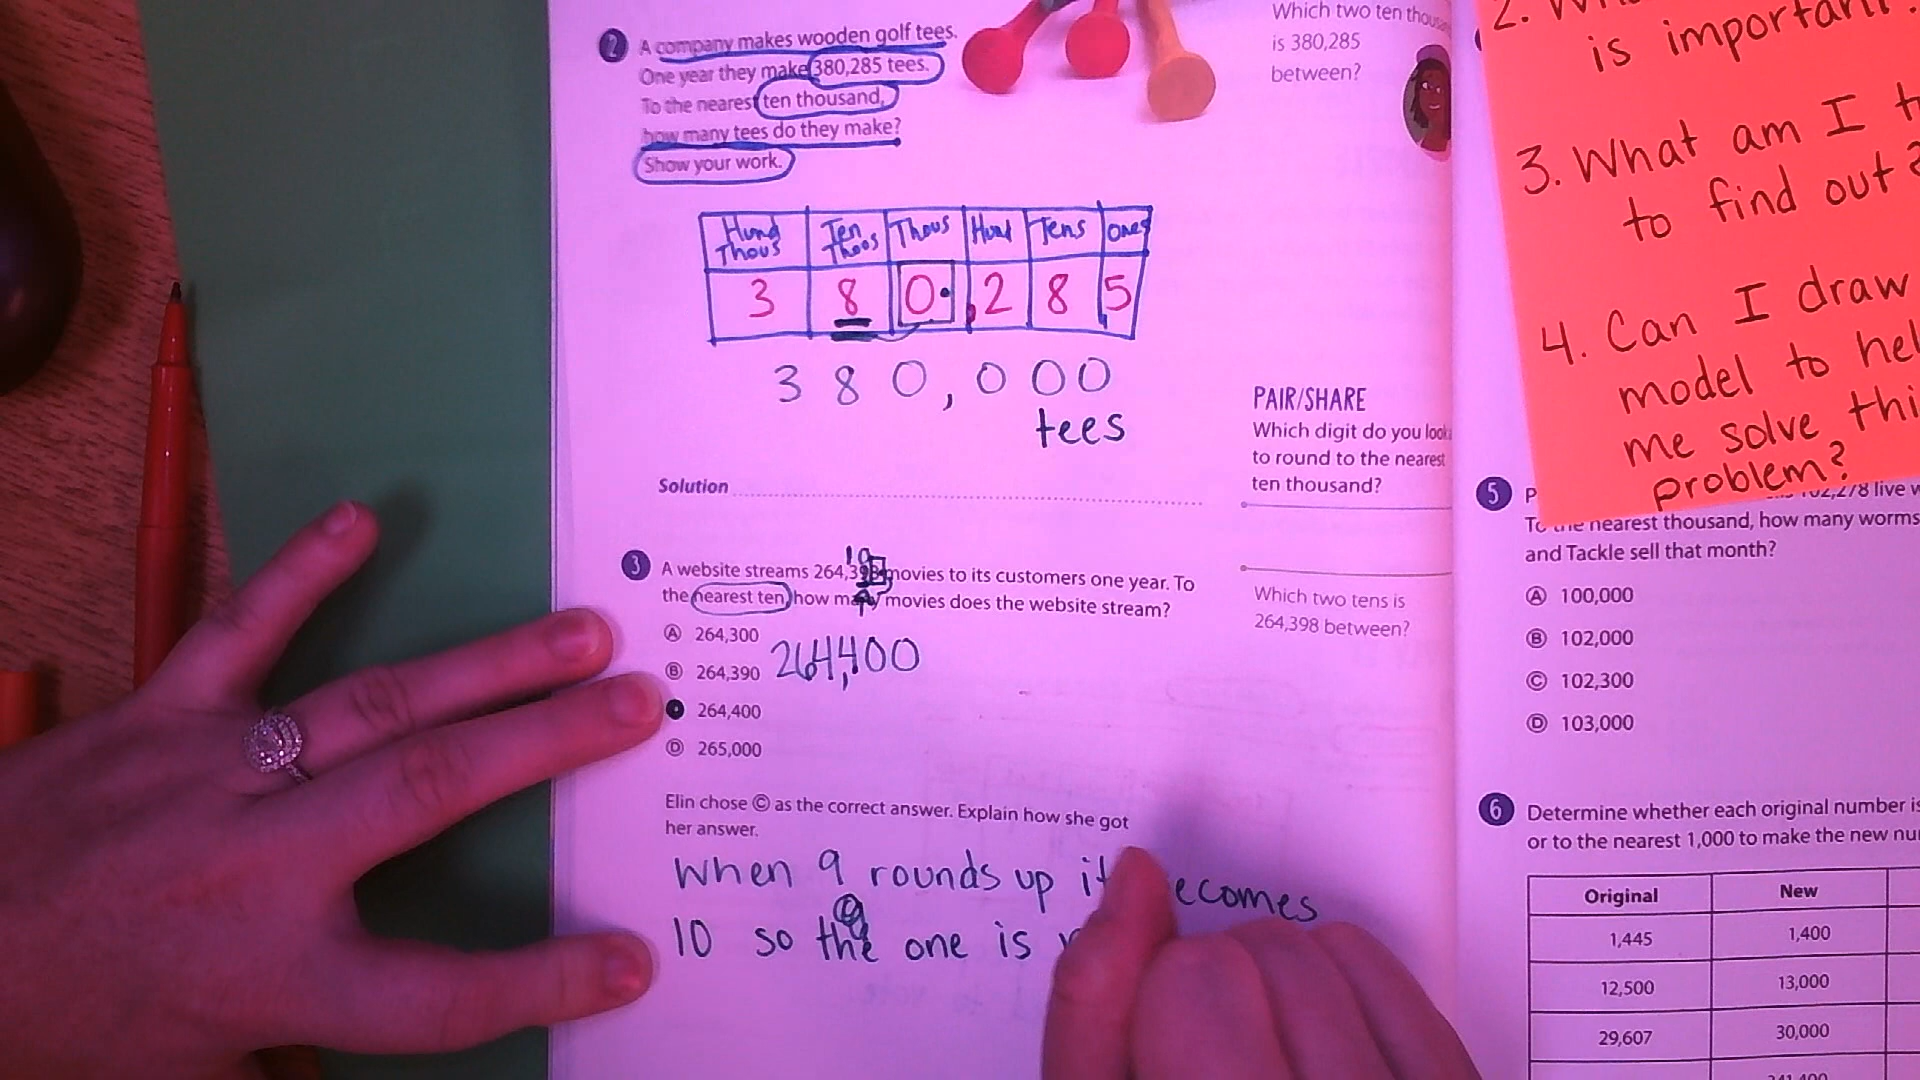 2 A company makes wooden golf tees.
One year they make 380,285 tees.
To the nearest ten thousand,
how many tees do they make?
Show your work.
Hund Thous Ten Thous Thous Hund Tens ones
3 8 0 , 2 8 5
380,000
tees
Solution
Which two ten
is 380,285
between?
PAIR/SHARE
Which digit do you look
to round to the nearest
ten thousand?
3 A website streams 264,398 movies to its customers one year. To
the nearest ten, how many movies does the website stream?
A 264,300
B 264,390
264,400
264,400
D 265,000
Which two tens is
264,398 between?
Elin chose C as the correct answer. Explain how she got
her answer.
When 9 rounds up it ecomes
10 so the one is
2.
is important?
3. What am I
to find out?
4. Can I draw
model to
me solve
problem?
5
live
nearest thousand, how many worms
and Tackle sell that month?
A 100,000
B 102,000
C 102,300
D 103,000
6 Determine whether each original number
or to the nearest 1,000 to make the new
Original New
1,445 1,400
12,500 13,000
29,607 30,000